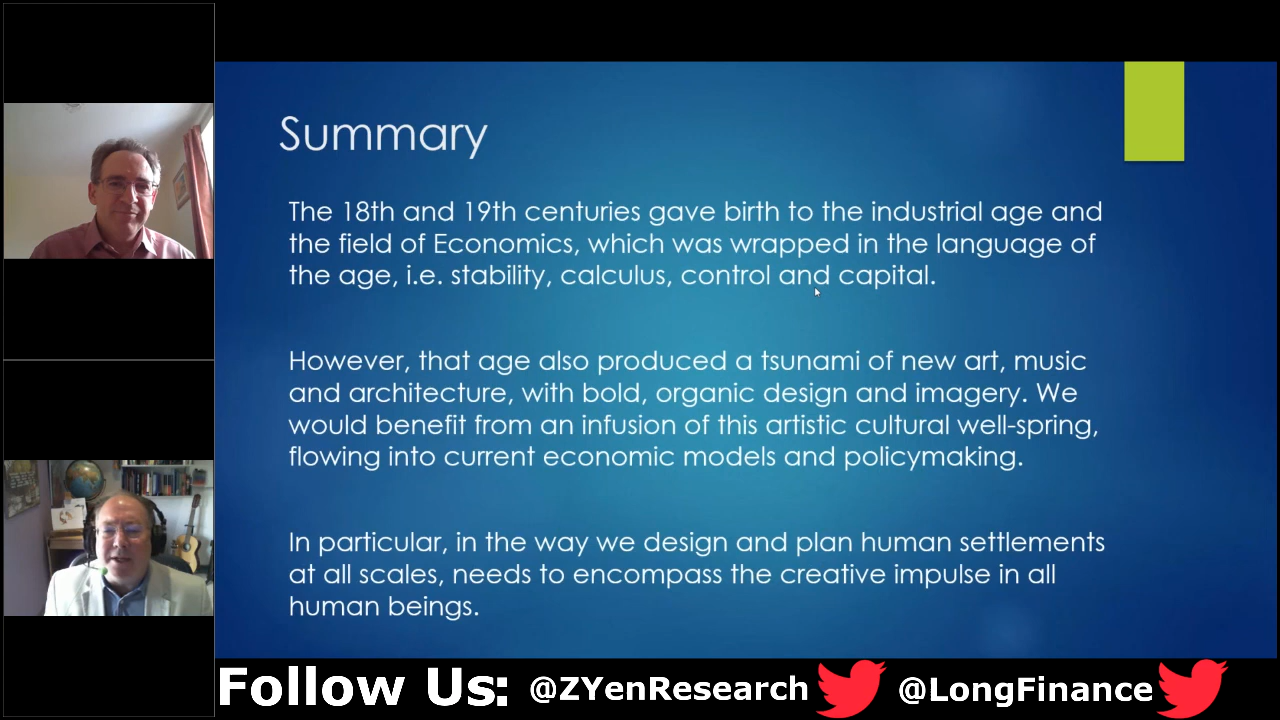 Summary
The 18th and 19th centuries gave birth to the industrial age and
the field of Economics, which was wrapped in the language of
the age, i.e. stability, calculus, control and capital.
However, that age also produced a tsunami of new art, music
and architecture, with bold, organic design and imagery. We
would benefit from an infusion of this artistic cultural well-spring,
flowing into current economic models and policymaking.
In particular, in the way we design and plan human settlements
at all scales, needs to encompass the creative impulse in all
human beings.
Follow Us: @ZYenResearch @LongFinance